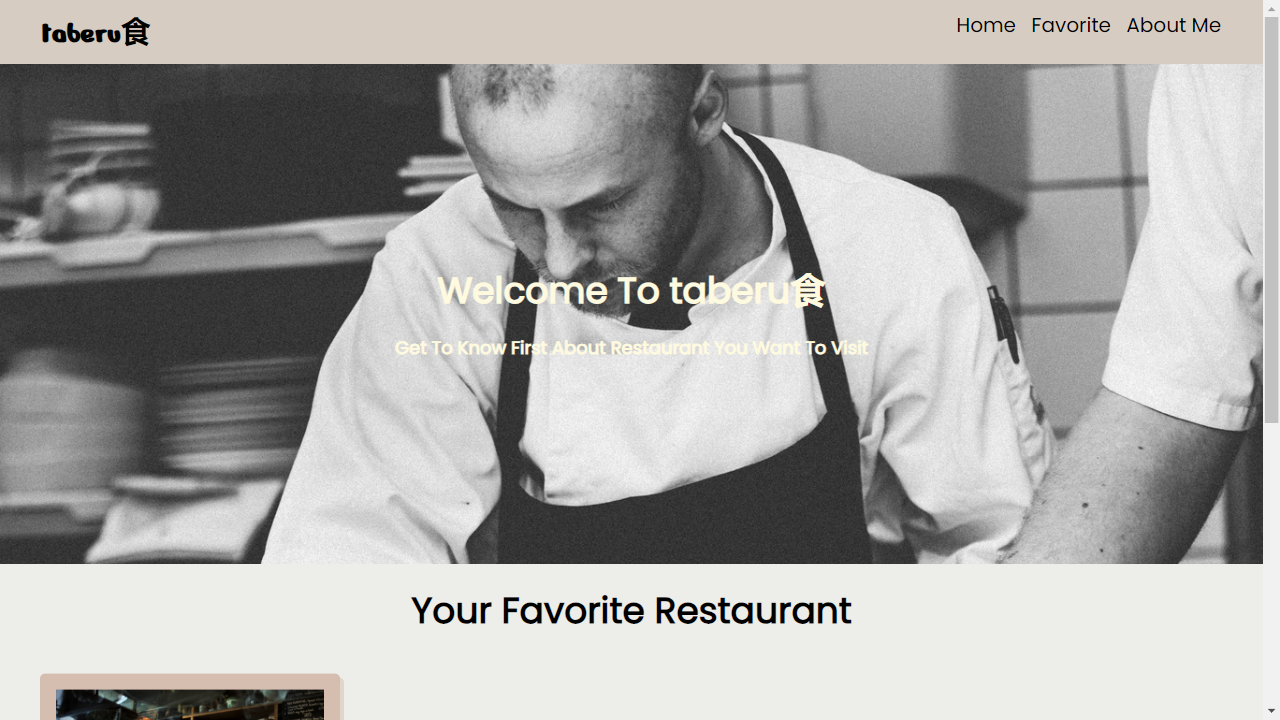 taberu食
Home Favorite About Me
Welcome To taberu食
Get To Know First About Restaurant You Want To Visit
Your Favorite Restaurant